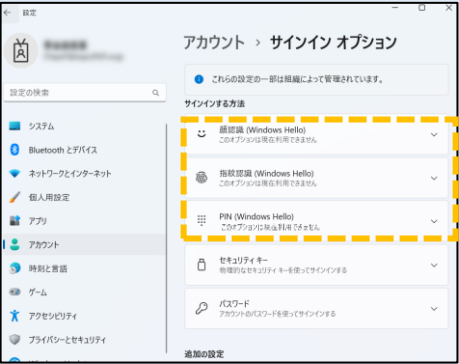 設定
アカウント › サインイン オプション
これらの設定の一部は組織によって管理されています。
設定の検索
サインインする方法
顔認識 (Windows Hello)
このオプションは現在利用できません
指紋認識 (Windows Hello)
このオプションは現在利用できません
PIN (Windows Hello)
このオプションは現在利用できません
セキュリティ キー
物理的なセキュリティ キーを使ってサインインする
パスワード
アカウントのパスワードを使ってサインインする
追加の設定
システム
Bluetooth とデバイス
ネットワークとインターネット
個人用設定
アプリ
アカウント
時刻と言語
ゲーム
アクセシビリティ
プライバシーとセキュリティ